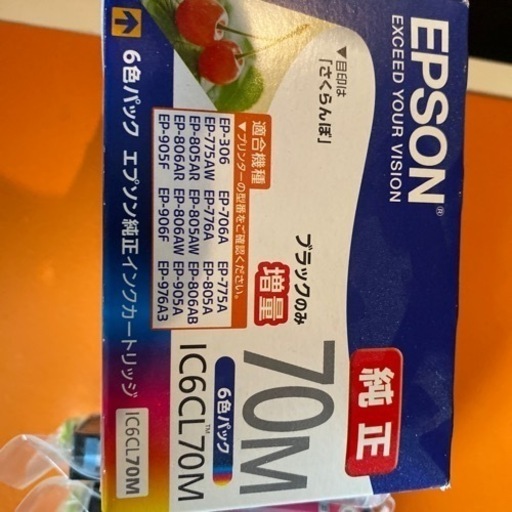 EPSON®
EXCEED YOUR VISION
▼目印は
「さくらんぼ」
純正
ブラックのみ
増量
70M
6色パック
IC6CL70M™
適合機種
▼プリンターの型番をご確認ください。
EP-306 EP-706A EP-775A
EP-775AW EP-776A EP-805A
EP-805AR EP-805AW EP-806AB
EP-806AR EP-806AW EP-905A
EP-905F EP-906F EP-976A3
6色パック エプソン純正インクカートリッジ IC6CL70M